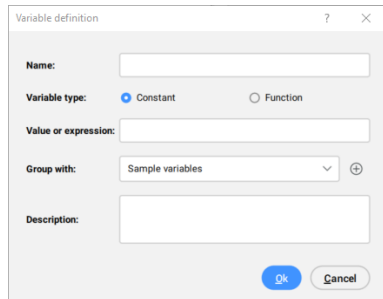 Variable definition ?
Name:
Variable type: Constant Function
Value or expression:
Group with: Sample variables
Description:
Ok Cancel